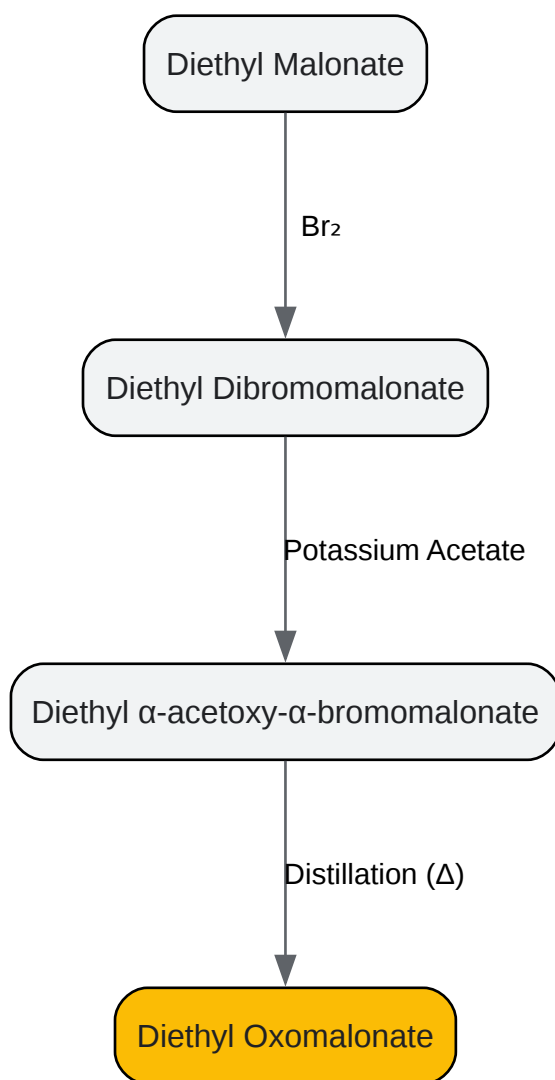 Diethyl Malonate
Br₂
Diethyl Dibromomalonate
Potassium Acetate
Diethyl α-acetoxy-α-bromomalonate
Distillation (Δ)
Diethyl Oxomalonate